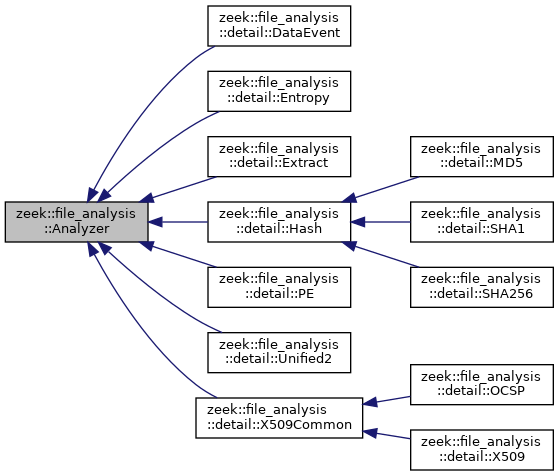 zeek::file_analysis
::detail::DataEvent
zeek::file_analysis
::detail::Entropy
zeek::file_analysis
::detail::Extract
zeek::file_analysis
::detail::MD5
zeek::file_analysis
::Analyzer
zeek::file_analysis
::detail::Hash
zeek::file_analysis
::detail::SHA1
zeek::file_analysis
::detail::PE
zeek::file_analysis
::detail::SHA256
zeek::file_analysis
::detail::Unified2
zeek::file_analysis
::detail::X509Common
zeek::file_analysis
::detail::OCSP
zeek::file_analysis
::detail::X509